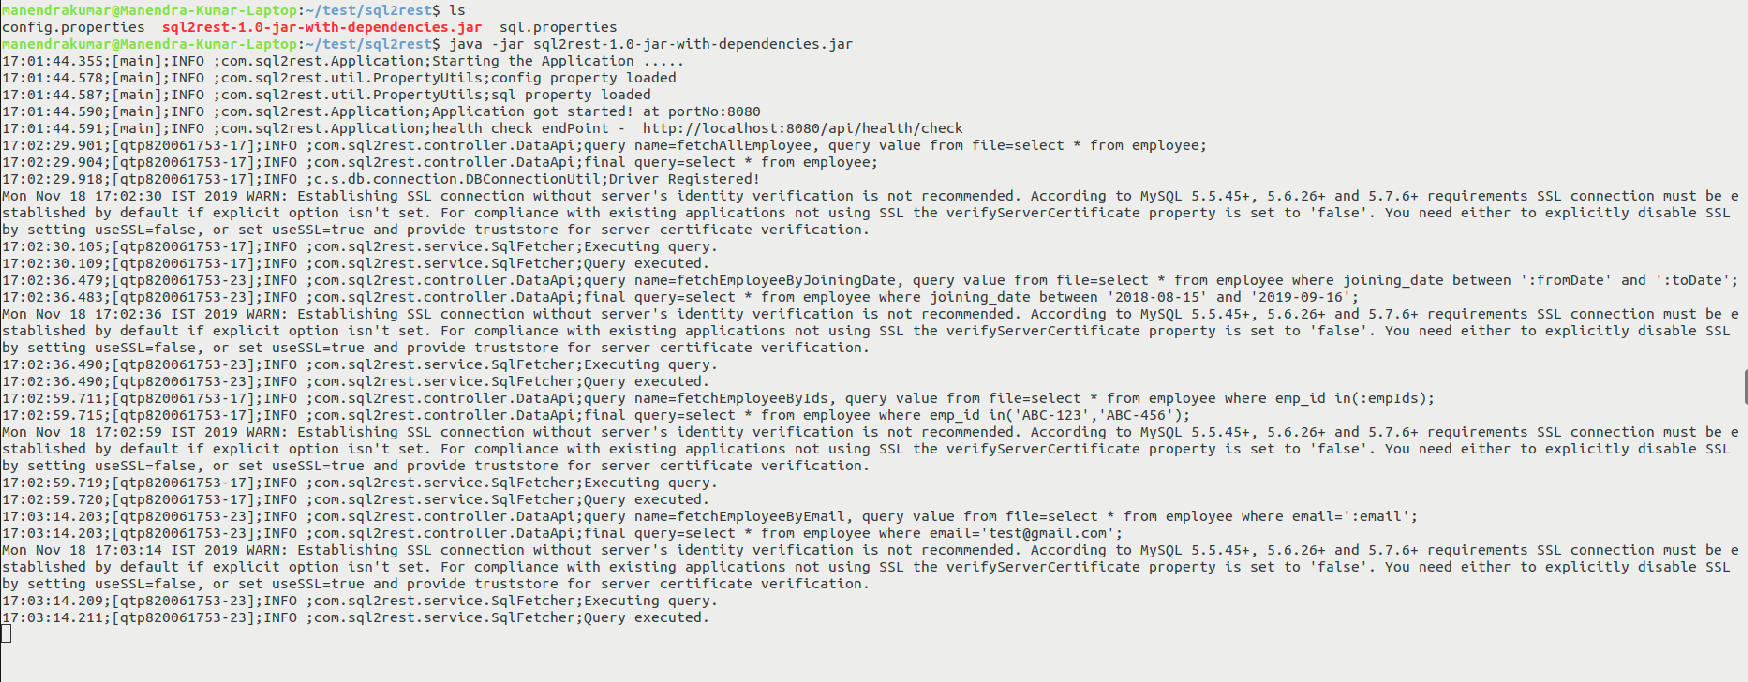 manendrakumar@Manendra-Kumar-Laptop:~/test/sql2rest$ ls
config.properties  sql2rest-1.0-jar-with-dependencies.jar  sql.properties
manendrakumar@Manendra-Kumar-Laptop:~/test/sql2rest$ java -jar sql2rest-1.0-jar-with-dependencies.jar
17:01:44.355;[main];INFO ;com.sql2rest.Application;Starting the Application .....
17:01:44.578;[main];INFO ;com.sql2rest.util.PropertyUtils;config property loaded
17:01:44.587;[main];INFO ;com.sql2rest.util.PropertyUtils;sql property loaded
17:01:44.590;[main];INFO ;com.sql2rest.Application;Application got started! at portNo:8080
17:01:44.591;[main];INFO ;com.sql2rest.Application;health check endPoint -  http://localhost:8080/api/health/check
17:02:29.901;[qtp820061753-17];INFO ;com.sql2rest.controller.DataApi;query name=fetchAllEmployee, query value from file=select * from employee;
17:02:29.904;[qtp820061753-17];INFO ;com.sql2rest.controller.DataApi;final query=select * from employee;
17:02:29.918;[qtp820061753-17];INFO ;c.s.db.connection.DBConnectionUtil;Driver Registered!
Mon Nov 18 17:02:30 IST 2019 WARN: Establishing SSL connection without server's identity verification is not recommended. According to MySQL 5.5.45+, 5.6.26+ and 5.7.6+ requirements SSL connection must be e
stablished by default if explicit option isn't set. For compliance with existing applications not using SSL the verifyServerCertificate property is set to 'false'. You need either to explicitly disable SSL
by setting useSSL=false, or set useSSL=true and provide truststore for server certificate verification.
17:02:30.105;[qtp820061753-17];INFO ;com.sql2rest.service.SqlFetcher;Executing query.
17:02:30.109;[qtp820061753-17];INFO ;com.sql2rest.service.SqlFetcher;Query executed.
17:02:36.479;[qtp820061753-23];INFO ;com.sql2rest.controller.DataApi;query name=fetchEmployeeByJoiningDate, query value from file=select * from employee where joining_date between ':fromDate' and ':toDate';
17:02:36.483;[qtp820061753-23];INFO ;com.sql2rest.controller.DataApi;final query=select * from employee where joining_date between '2018-08-15' and '2019-09-16';
Mon Nov 18 17:02:36 IST 2019 WARN: Establishing SSL connection without server's identity verification is not recommended. According to MySQL 5.5.45+, 5.6.26+ and 5.7.6+ requirements SSL connection must be e
stablished by default if explicit option isn't set. For compliance with existing applications not using SSL the verifyServerCertificate property is set to 'false'. You need either to explicitly disable SSL
by setting useSSL=false, or set useSSL=true and provide truststore for server certificate verification.
17:02:36.490;[qtp820061753-23];INFO ;com.sql2rest.service.SqlFetcher;Executing query.
17:02:36.490;[qtp820061753-23];INFO ;com.sql2rest.service.SqlFetcher;Query executed.
17:02:59.711;[qtp820061753-17];INFO ;com.sql2rest.controller.DataApi;query name=fetchEmployeeByIds, query value from file=select * from employee where emp_id in(:empIds);
17:02:59.715;[qtp820061753-17];INFO ;com.sql2rest.controller.DataApi;final query=select * from employee where emp_id in('ABC-123','ABC-456');
Mon Nov 18 17:02:59 IST 2019 WARN: Establishing SSL connection without server's identity verification is not recommended. According to MySQL 5.5.45+, 5.6.26+ and 5.7.6+ requirements SSL connection must be e
stablished by default if explicit option isn't set. For compliance with existing applications not using SSL the verifyServerCertificate property is set to 'false'. You need either to explicitly disable SSL
by setting useSSL=false, or set useSSL=true and provide truststore for server certificate verification.
17:02:59.719;[qtp820061753-17];INFO ;com.sql2rest.service.SqlFetcher;Executing query.
17:02:59.720;[qtp820061753-17];INFO ;com.sql2rest.service.SqlFetcher;Query executed.
17:03:14.203;[qtp820061753-23];INFO ;com.sql2rest.controller.DataApi;query name=fetchEmployeeByEmail, query value from file=select * from employee where email=':email';
17:03:14.203;[qtp820061753-23];INFO ;com.sql2rest.controller.DataApi;final query=select * from employee where email='test@gmail.com';
Mon Nov 18 17:03:14 IST 2019 WARN: Establishing SSL connection without server's identity verification is not recommended. According to MySQL 5.5.45+, 5.6.26+ and 5.7.6+ requirements SSL connection must be e
stablished by default if explicit option isn't set. For compliance with existing applications not using SSL the verifyServerCertificate property is set to 'false'. You need either to explicitly disable SSL
by setting useSSL=false, or set useSSL=true and provide truststore for server certificate verification.
17:03:14.209;[qtp820061753-23];INFO ;com.sql2rest.service.SqlFetcher;Executing query.
17:03:14.211;[qtp820061753-23];INFO ;com.sql2rest.service.SqlFetcher;Query executed.